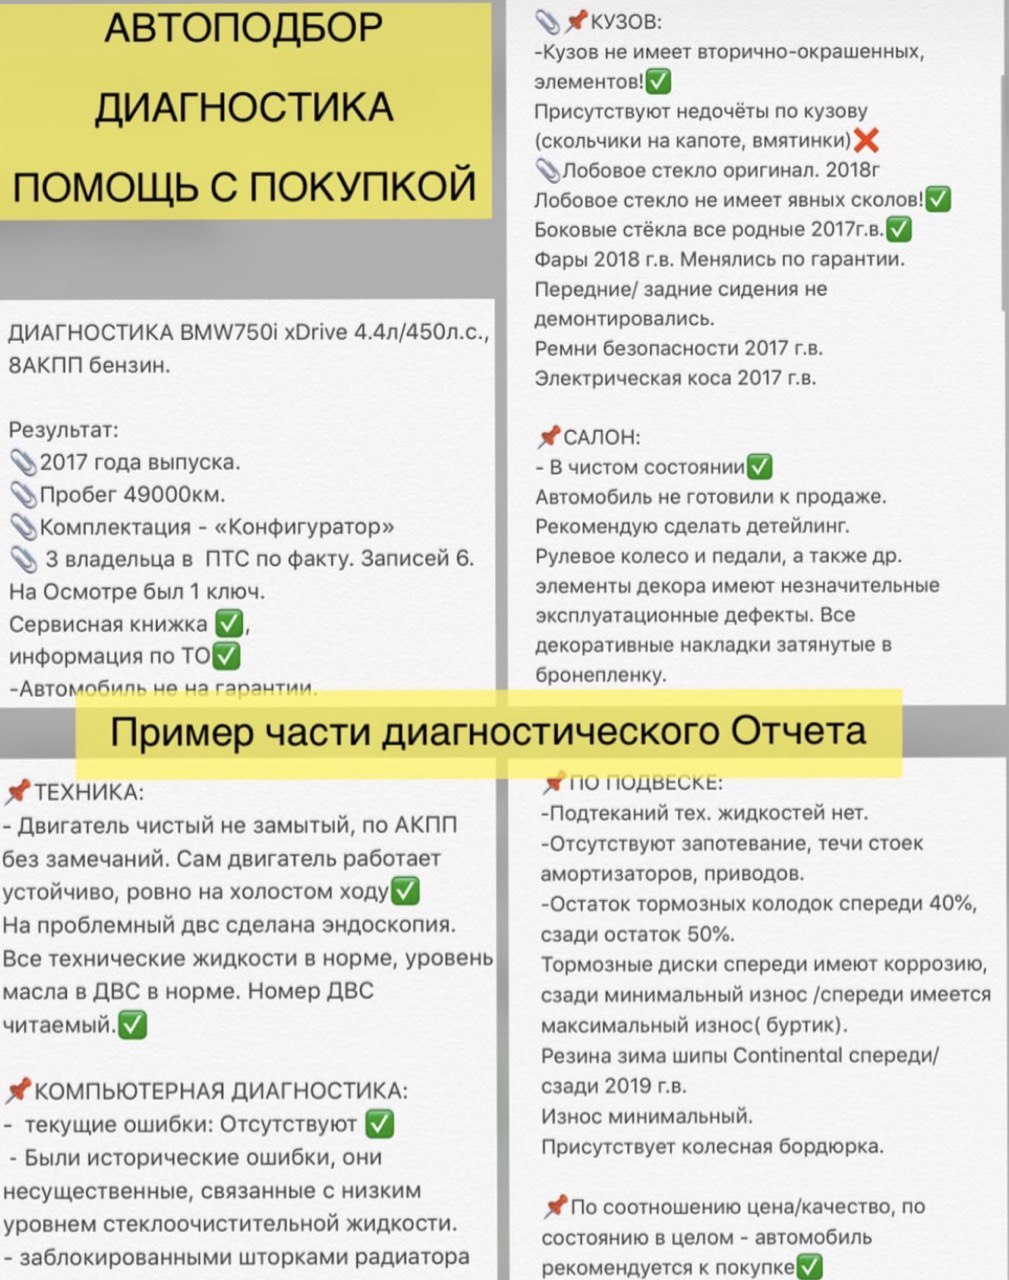 АВТОПОДБОР
ДИАГНОСТИКА
ПОМОЩЬ С ПОКУПКОЙ
ДИАГНОСТИКА BMW750i xDrive 4.4л/450л.с.,
8АКПП бензин.
Результат:
📎2017 года выпуска.
📎Пробег 49000км.
📎Комплектация - «Конфигуратор»
📎 3 владельца в ПТС по факту. Записей 6.
На Осмотре был 1 ключ.
Сервисная книжка ✅,
информация по ТО✅
-Автомобиль не на гарантии.
📎📌КУЗОВ:
-Кузов не имеет вторично-окрашенных,
элементов!✅
Присутствуют недочёты по кузову
(скольчики на капоте, вмятинки)❌
📎Лобовое стекло оригинал. 2018г
Лобовое стекло не имеет явных сколов!✅
Боковые стёкла все родные 2017г.в.✅
Фары 2018 г.в. Менялись по гарантии.
Передние/ задние сидения не
демонтировались.
Ремни безопасности 2017 г.в.
Электрическая коса 2017 г.в.
📌САЛОН:
- В чистом состоянии✅
Автомобиль не готовили к продаже.
Рекомендую сделать детейлинг.
Рулевое колесо и педали, а также др.
элементы декора имеют незначительные
эксплуатационные дефекты. Все
декоративные накладки затянутые в
бронепленку.
Пример части диагностического Отчета
📌ТЕХНИКА:
- Двигатель чистый не замытый, по АКПП
без замечаний. Сам двигатель работает
устойчиво, ровно на холостом ходу✅
На проблемный двс сделана эндоскопия.
Все технические жидкости в норме, уровень
масла в ДВС в норме. Номер ДВС
читаемый.✅
📌КОМПЬЮТЕРНАЯ ДИАГНОСТИКА:
- текущие ошибки: Отсутствуют ✅
- Были исторические ошибки, они
несущественные, связанные с низким
уровнем стеклоочистительной жидкости.
- заблокированными шторками радиатора
📌ПО ПОДВЕСКЕ:
-Подтеканий тех. жидкостей нет.
-Отсутствуют запотевание, течи стоек
амортизаторов, приводов.
-Остаток тормозных колодок спереди 40%,
сзади остаток 50%.
Тормозные диски спереди имеют коррозию,
сзади минимальный износ /спереди имеется
максимальный износ( буртик).
Резина зима шипы Continental спереди/
сзади 2019 г.в.
Износ минимальный.
Присутствует колесная бордюрка.
📌По соотношению цена/качество, по
состоянию в целом - автомобиль
рекомендуется к покупке✅